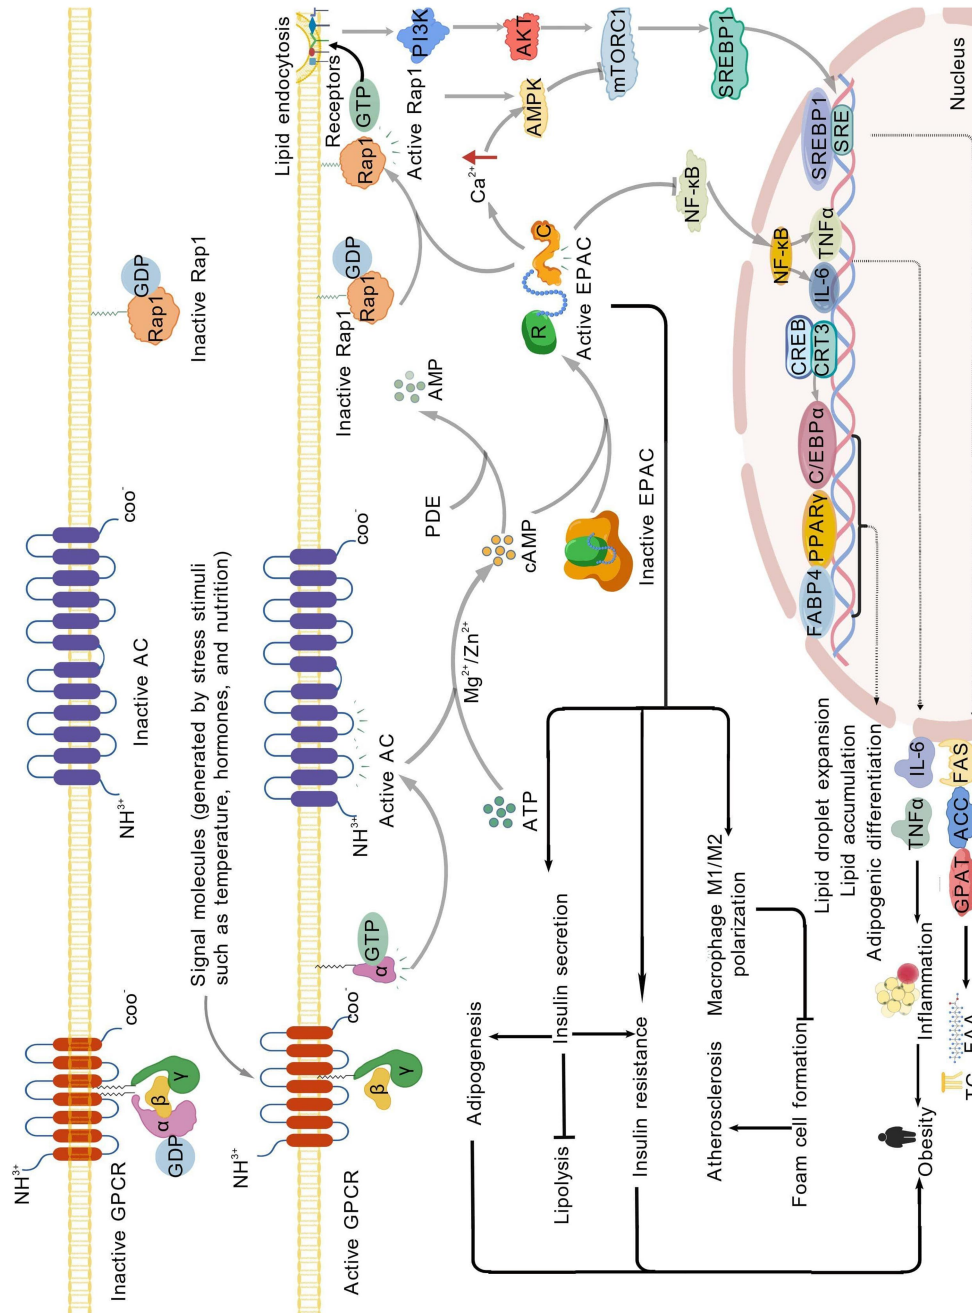 NH³⁺
coo⁻
Inactive GPCR
GDP
α
β
γ
NH³⁺
coo⁻
Inactive AC
GDP
Rap1
Inactive Rap1
Signal molecules (generated by stress stimuli
such as temperature, hormones, and nutrition)
NH³⁺
coo⁻
Active GPCR
β
γ
α
GTP
NH³⁺
coo⁻
Active AC
ATP
Mg²⁺/Zn²⁺
cAMP
PDE
AMP
Inactive EPAC
GDP
Rap1
Inactive Rap1
Rap1
GTP
Receptors
Lipid endocytosis
Active Rap1
R
C
Active EPAC
Ca²⁺
PI3K
AKT
mTORC1
SREBP1
AMPK
NF-κB
Adipogenesis
Insulin secretion
Lipolysis
Insulin resistance
Macrophage M1/M2
polarization
Atherosclerosis
Foam cell formation
Lipid droplet expansion
Lipid accumulation
Adipogenic differentiation
FABP4
PPARγ
C/EBPα
CREB
CRT3
NF-κB
IL-6
TNFα
SREBP1
SRE
Nucleus
Obesity
Inflammation
TNFα
IL-6
GPAT
ACC
FAS